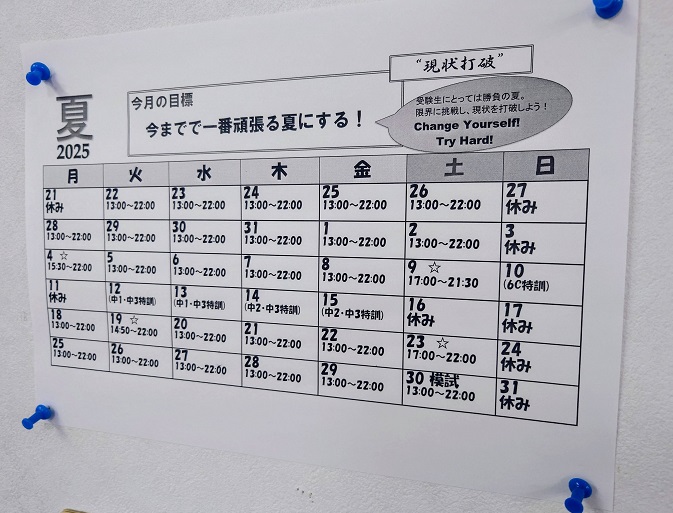 夏
2025
"現状打破"
今月の目標
今までで一番頑張る夏にする！
受験生にとっては勝負の夏。
限界に挑戦し、現状を打破しよう！
Change Yourself!
Try Hard!
月 火 水 木 金 土 日
21 22 23 24 25 26 27
休み 13:00～22:00 13:00～22:00 13:00～22:00 13:00～22:00 13:00～22:00 休み
28 29 30 31 1 2 3
13:00～22:00 13:00～22:00 13:00～22:00 13:00～22:00 13:00～22:00 13:00～22:00 休み
4 ☆ 5 6 7 8 9 ☆ 10
15:30～22:00 13:00～22:00 13:00～22:00 13:00～22:00 13:00～22:00 17:00～21:30 (6C特訓)
11 12 13 14 15 16 17
休み (中1・中3特訓) (中1・中3特訓) (中2・中3特訓) (中2・中3特訓) 休み 休み
18 19 ☆ 20 21 22 23 ☆ 24
13:00～22:00 14:50～22:00 13:00～22:00 13:00～22:00 13:00～22:00 17:00～22:00 休み
25 26 27 28 29 30 模試 31
13:00～22:00 13:00～22:00 13:00～22:00 13:00～22:00 13:00～22:00 13:00～22:00 休み